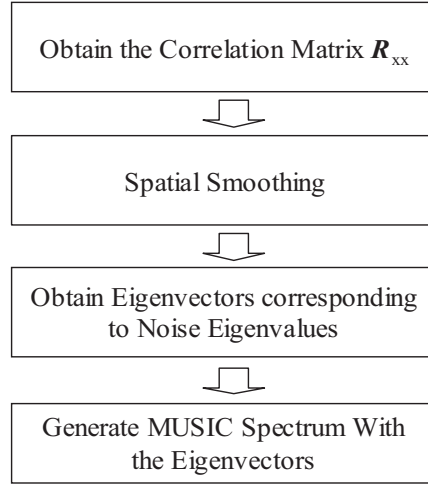 Obtain the Correlation Matrix R_xx
Spatial Smoothing
Obtain Eigenvectors corresponding
to Noise Eigenvalues
Generate MUSIC Spectrum With
the Eigenvectors